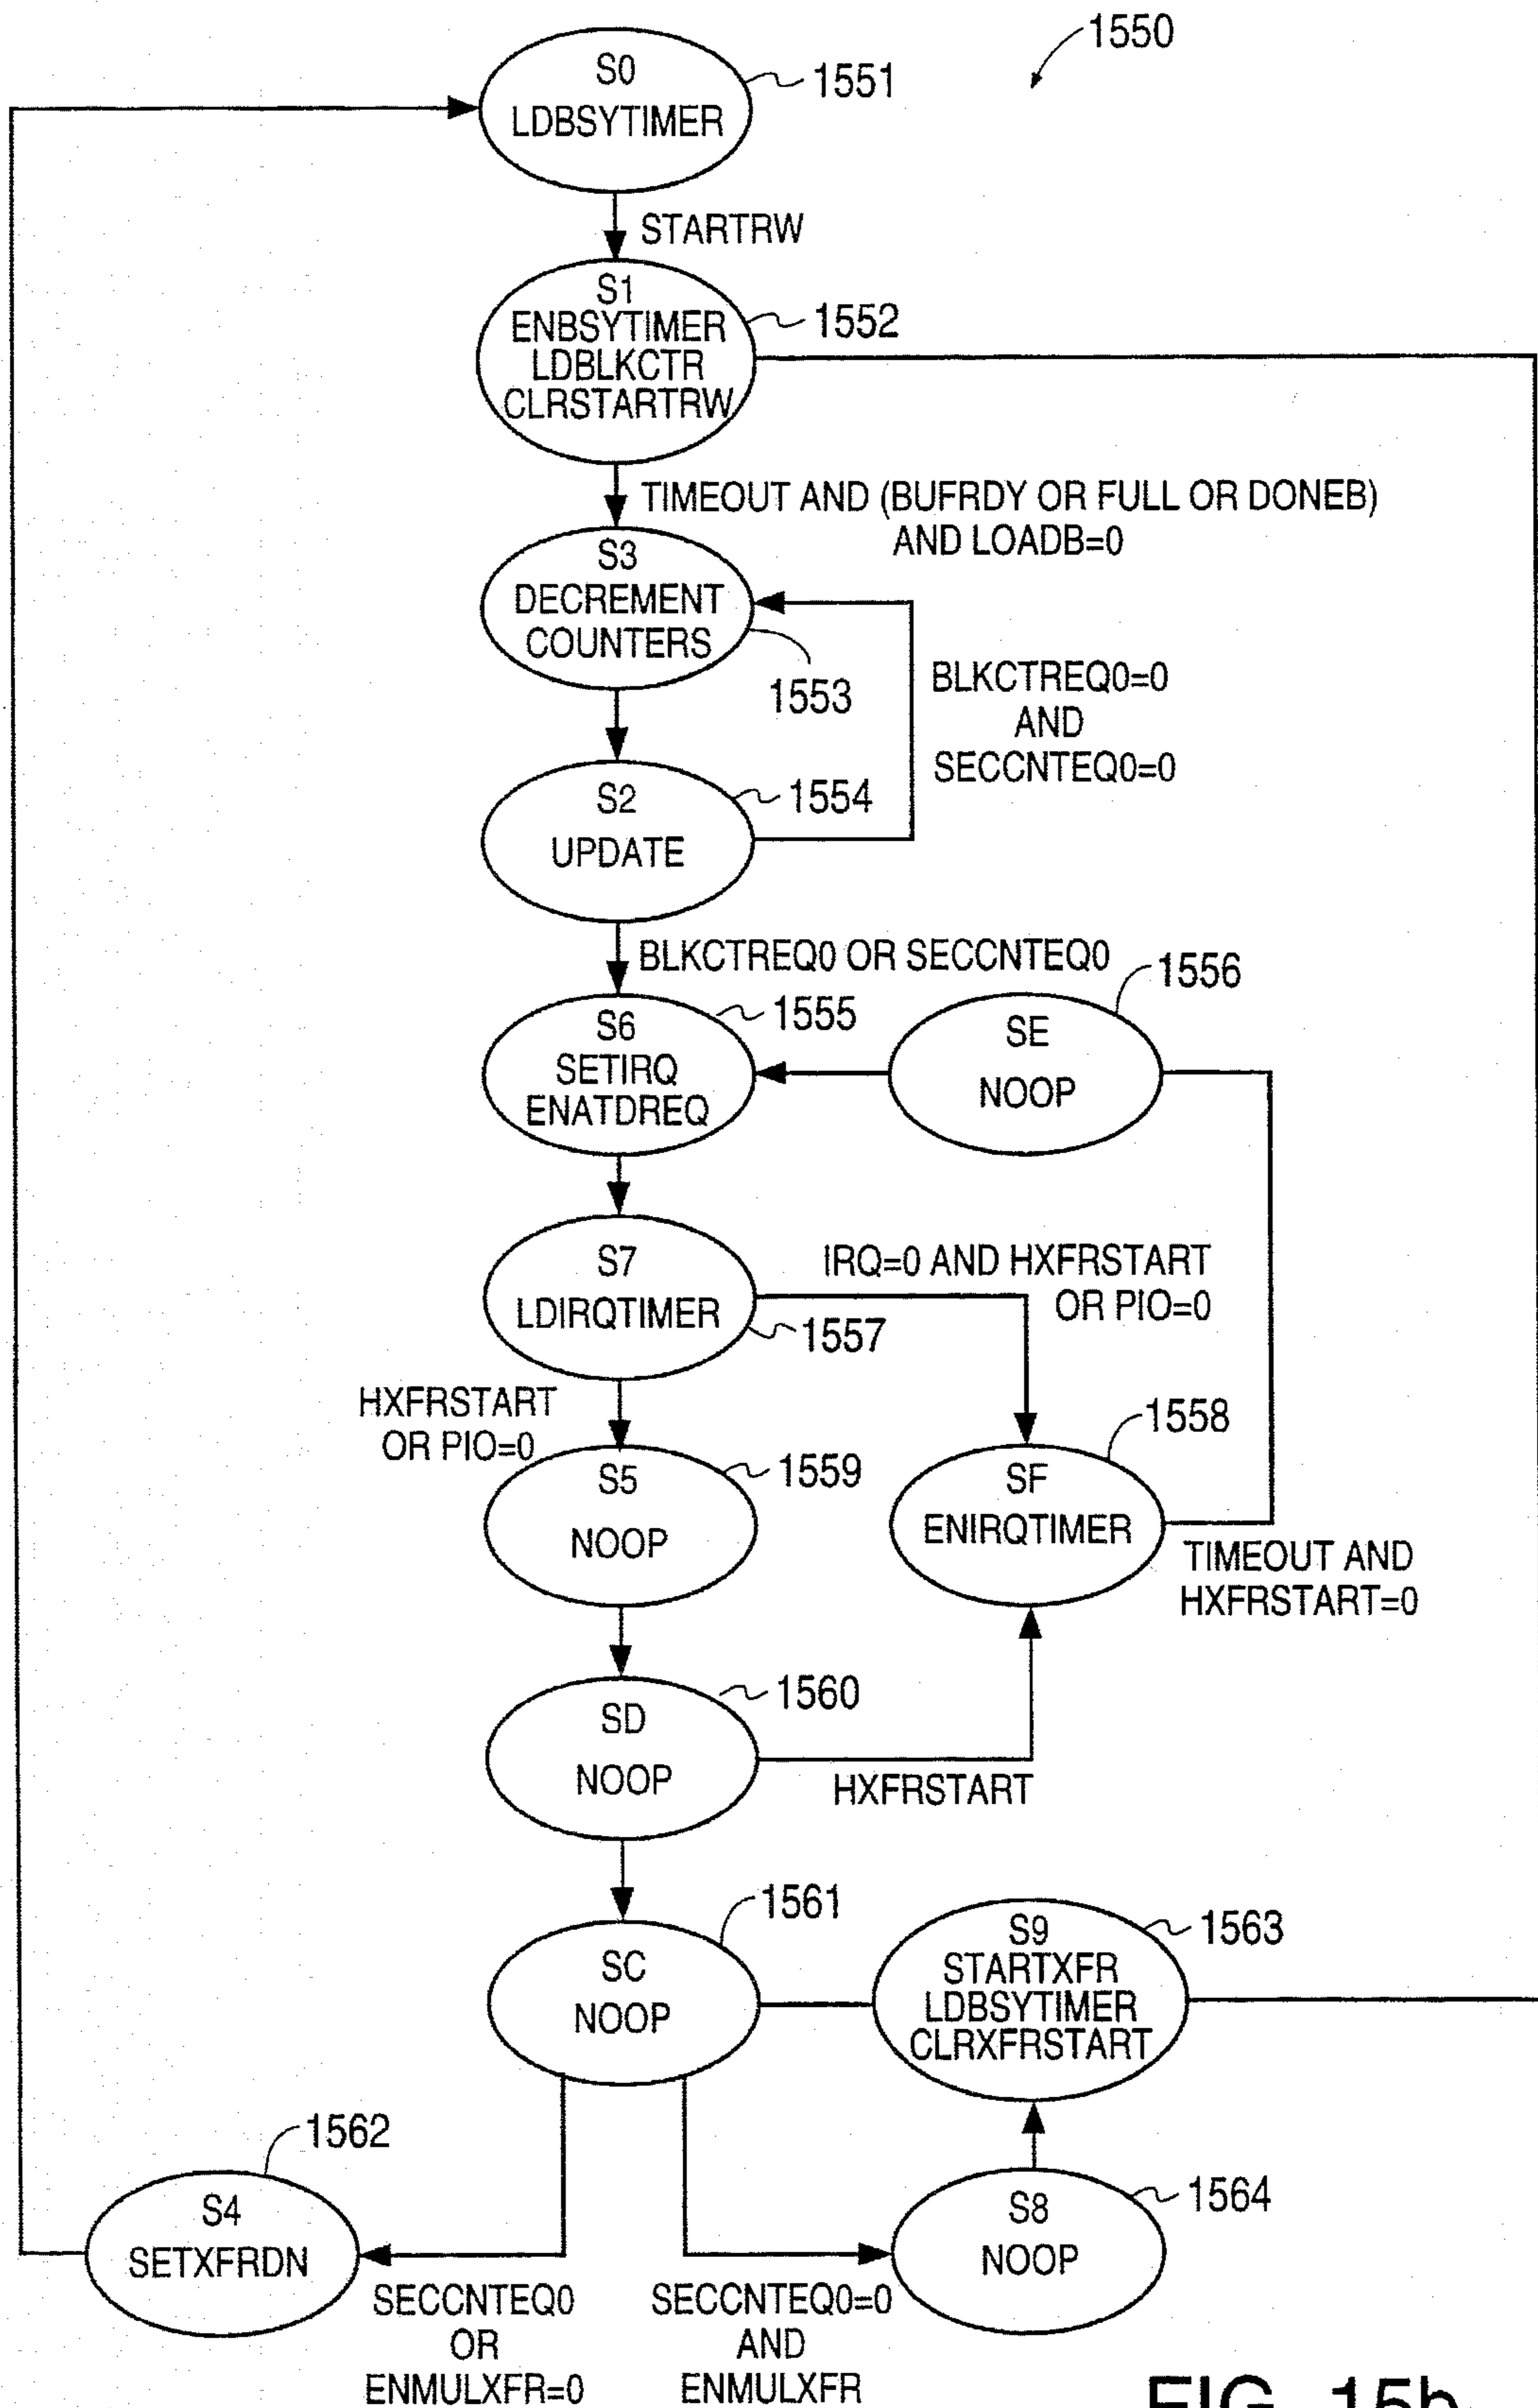 1550
S0
LDBSYTIMER
1551
STARTRW
S1
ENBSYTIMER
LDBLKCTR
CLRSTARTRW
1552
TIMEOUT AND (BUFRDY OR FULL OR DONEB)
AND LOADB=0
S3
DECREMENT
COUNTERS
1553
BLKCTREQ0=0
AND
SECCNTEQ0=0
S2
UPDATE
1554
BLKCTREQ0 OR SECCNTEQ0
S6
SETIRQ
ENATDREQ
1555
SE
NOOP
1556
S7
LDIRQTIMER
1557
IRQ=0 AND HXFRSTART
OR PIO=0
HXFRSTART
OR PIO=0
S5
NOOP
1559
SF
ENIRQTIMER
1558
TIMEOUT AND
HXFRSTART=0
SD
NOOP
1560
HXFRSTART
SC
NOOP
1561
S9
STARTXFR
LDBSYTIMER
CLRXFRSTART
1563
S4
SETXFRDN
1562
S8
NOOP
1564
SECCNTEQ0
OR
ENMULXFR=0
SECCNTEQ0=0
AND
ENMULXFR
FIG. 15b